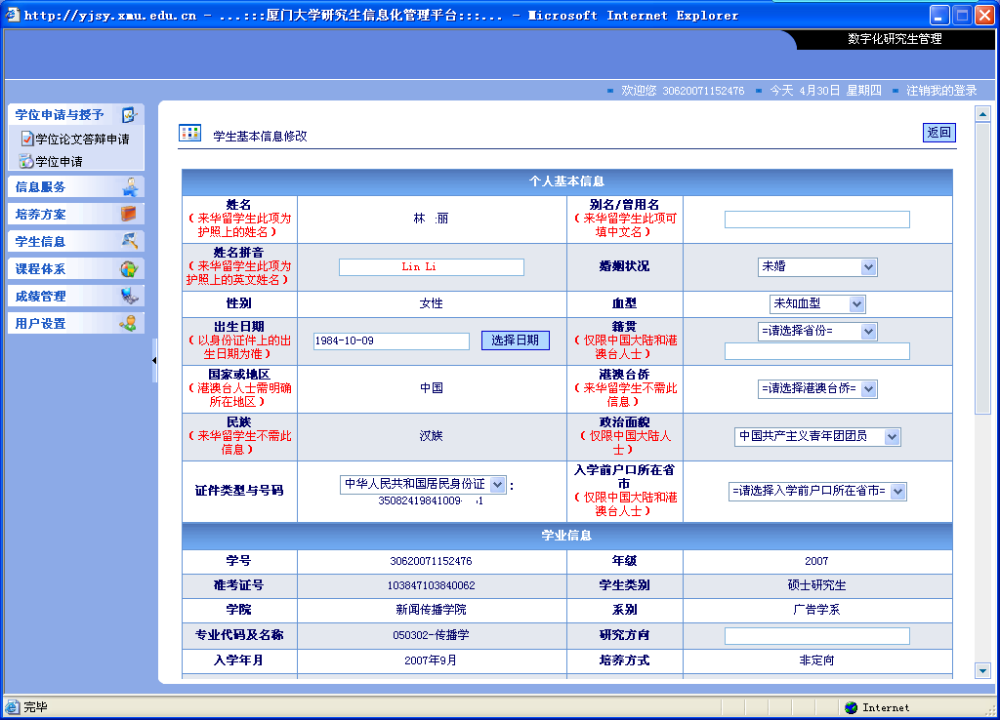 http://yjsy.xmu.edu.cn - ...:::厦门大学研究生信息化管理平台:::... - Microsoft Internet Explorer
数字化研究生管理
欢迎您 30620071152476 今天 4月30日 星期四 注销我的登录
学位申请与授予
学位论文答辩申请
学位申请
信息服务
培养方案
学生信息
课程体系
成绩管理
用户设置
学生基本信息修改
返回
个人基本信息
姓名
(来华留学生此项为
护照上的姓名)
林 丽
别名/曾用名
(来华留学生此项可
填中文名)
姓名拼音
(来华留学生此项为
护照上的英文姓名)
Lin Li
婚姻状况
未婚
性别
女性
血型
未知血型
出生日期
(以身份证件上的出
生日期为准)
1984-10-09
选择日期
籍贯
(仅限中国大陆和港
澳台人士)
=请选择省份=
国家或地区
(港澳台人士需明确
所在地区)
中国
港澳台侨
(来华留学生不需此
信息)
=请选择港澳台侨=
民族
(来华留学生不需此
信息)
汉族
政治面貌
(仅限中国大陆人
士)
中国共产主义青年团团员
证件类型与号码
中华人民共和国居民身份证 :
35082419841009 1
入学前户口所在省
市
(仅限中国大陆和港
澳台人士)
=请选择入学前户口所在省市=
学业信息
学号
30620071152476
年级
2007
准考证号
103847103840062
学生类别
硕士研究生
学院
新闻传播学院
系别
广告学系
专业代码及名称
050302-传播学
研究方向
入学年月
2007年9月
培养方式
非定向
完毕
Internet